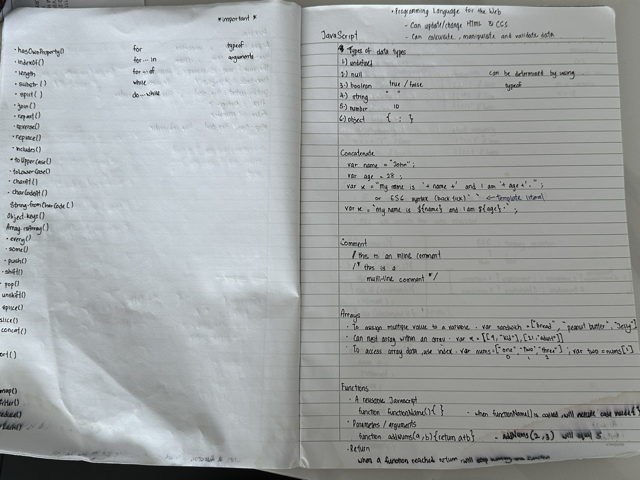 * important *
• hasOwnProperty()
• indexOf()
• length
• substr ( )
• split ( )
• join()
• repeat()
• reverse()
• replace()
• includes()
• toUpperCase()
• toLowerCase()
• charAt ()
• charCodeAt ()
String.fromCharCode ( )
Object.keys()
Array.isArray()
• every()
• some()
• push()
• shift()
• pop()
unshift()
splice()
slice()
concat()
for
for... in
for... of
while
do... while
typeof
arguments
• Programming Language for the Web
- Can update/change HTML & CSS
- Can calculate, manipulate and validate data
JavaScript
Types of data types
1.) undefined
2.) null
3.) boolean true / false
4.) string " "
5.) number 10
6.) object { : }
can be determined by using
typeof
Concatenate
var name = "John";
var age = 28;
var x = "My name is " + name + " and I am " + age + ".";
or ES6 syntax (back tick) ` ` ← Template literal
var x = `my name is ${name} and I am ${age}.`;
Comment
// this is an inline comment
/* this is a
multi-line comment */
Arrays
• To assign multiple value to a variable - var sandwich = ["bread", "peanut butter", "Jelly"]
• Can nest array within an array - var x =
• To access array data, use index - var nums = ["one", "two", "three"]; var two = nums[1]
0 1 2
Functions
• A reusable Javascript
function functionName() { } - when functionName() is called, will execute code inside { }
• Parameters / arguments
function addNums(a,b) {return a+b} - addNums(2,3) will equal 5
• Return
when a function reaches return, will stop